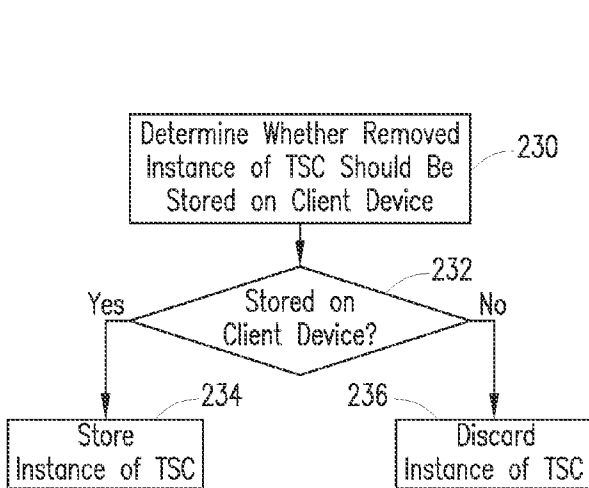 Determine Whether Removed
Instance of TSC Should Be
Stored on Client Device
230
232
Stored on
Client Device?
Yes
No
234
Store
Instance of TSC
236
Discard
Instance of TSC